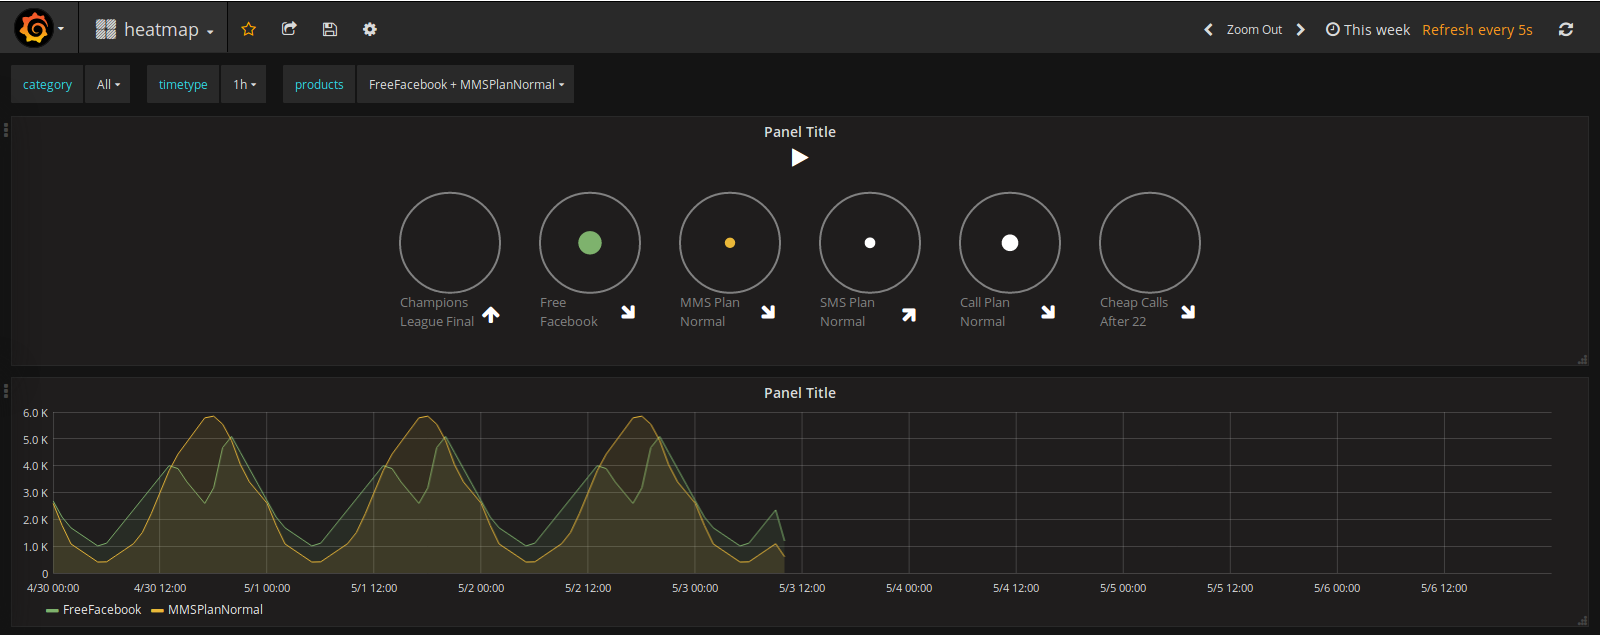 heatmap
Zoom Out
This week
Refresh every 5s
category
All
timetype
1h
products
FreeFacebook + MMSPlanNormal
Panel Title
Champions
League Final
Free
Facebook
MMS Plan
Normal
SMS Plan
Normal
Call Plan
Normal
Cheap Calls
After 22
Panel Title
6.0 K
5.0 K
4.0 K
3.0 K
2.0 K
1.0 K
0
4/30 00:00
4/30 12:00
5/1 00:00
5/1 12:00
5/2 00:00
5/2 12:00
5/3 00:00
5/3 12:00
5/4 00:00
5/4 12:00
5/5 00:00
5/5 12:00
5/6 00:00
5/6 12:00
FreeFacebook
MMSPlanNormal